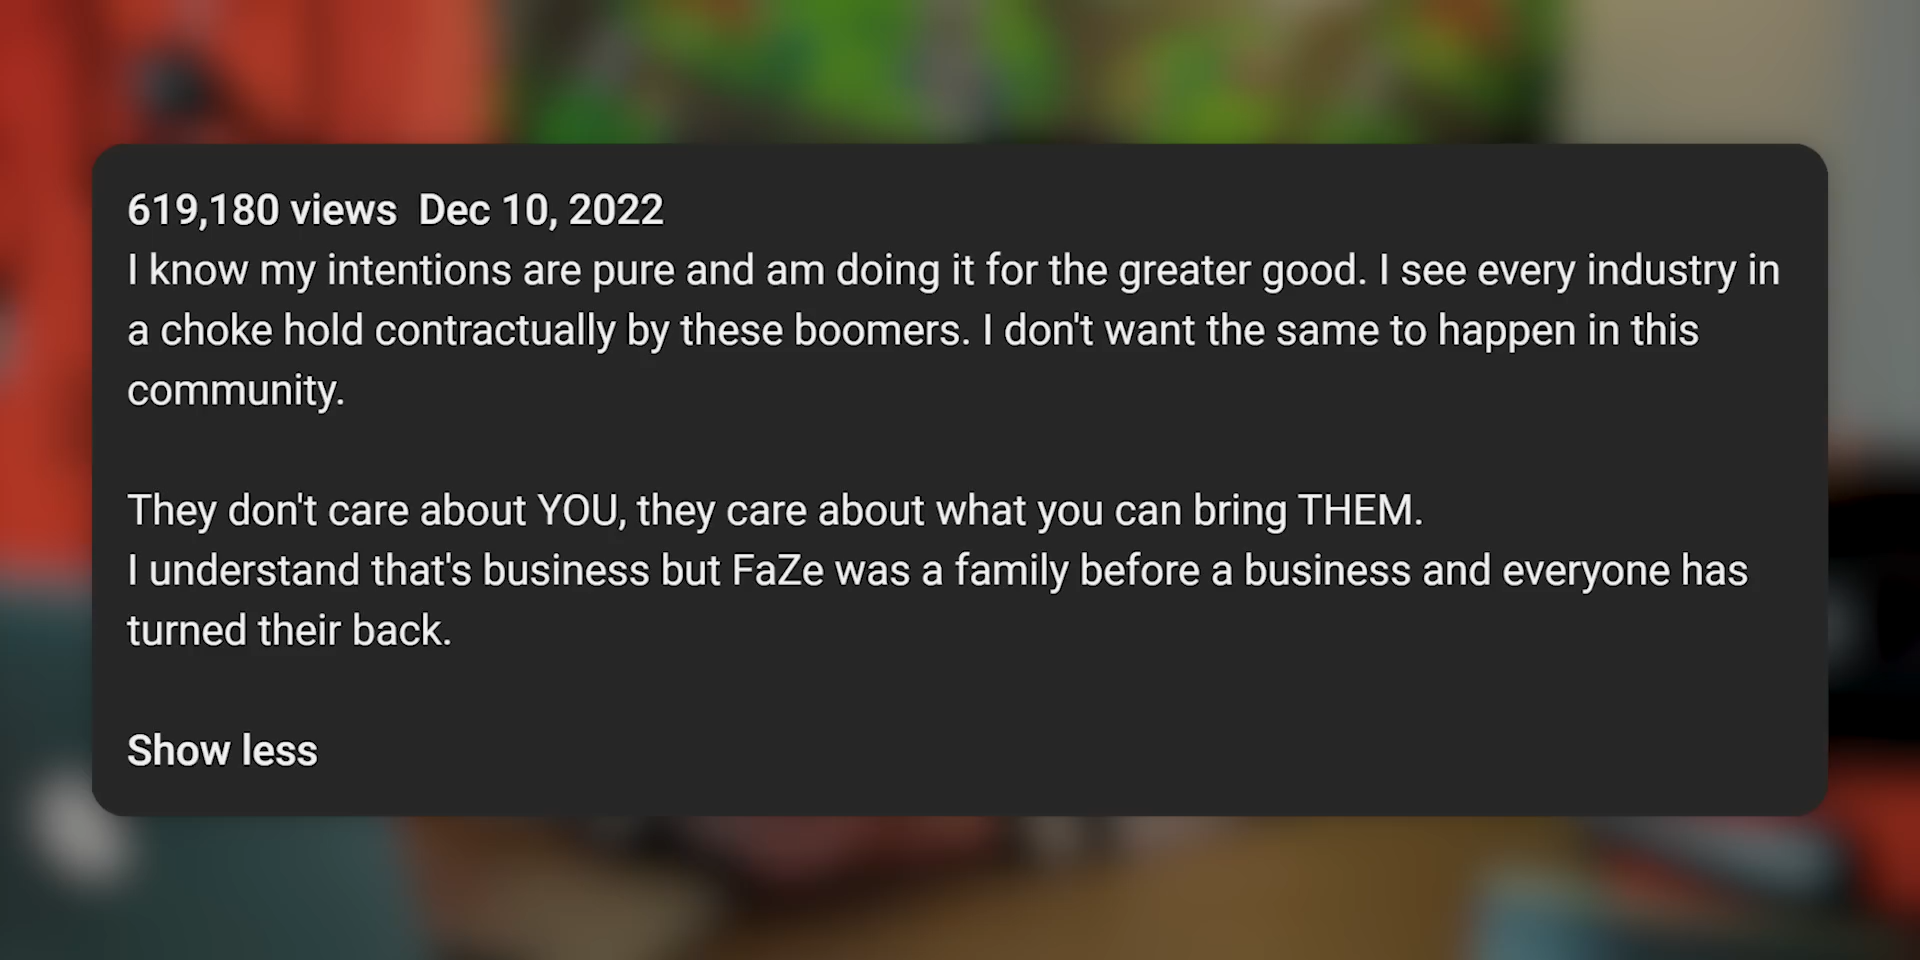 619,180 views  Dec 10, 2022
I know my intentions are pure and am doing it for the greater good. I see every industry in
a choke hold contractually by these boomers. I don't want the same to happen in this
community.
They don't care about YOU, they care about what you can bring THEM.
I understand that's business but FaZe was a family before a business and everyone has
turned their back.
Show less